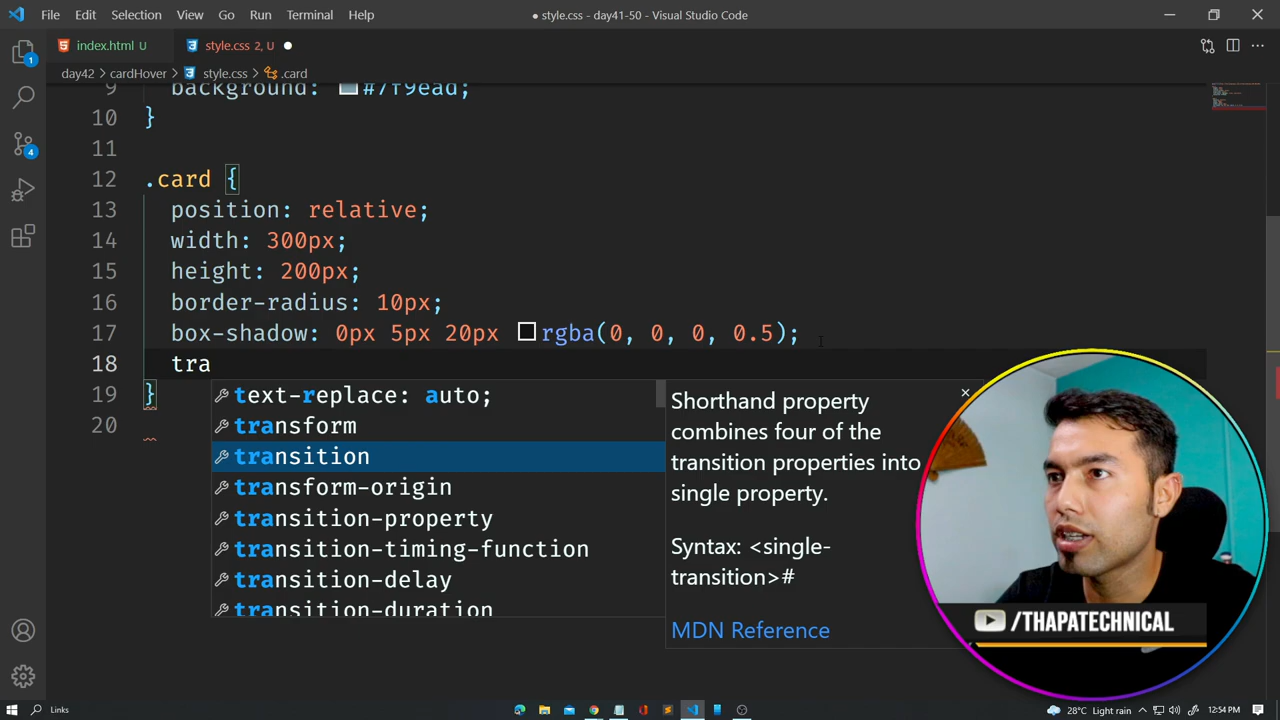 File Edit Selection View Go Run Terminal Help
● style.css - day41-50 - Visual Studio Code
index.html U
style.css 2, U ●
day42 > cardHover > style.css > .card
9 background: #7f9ead;
10 }
11
12 .card {
13 position: relative;
14 width: 300px;
15 height: 200px;
16 border-radius: 10px;
17 box-shadow: 0px 5px 20px rgba(0, 0, 0, 0.5);
18 tra
19 }
20
text-replace: auto;
transform
transition
transform-origin
transition-property
transition-timing-function
transition-delay
transition-duration
Shorthand property
combines four of the
transition properties into
single property.
Syntax: <single-
transition>#
MDN Reference
1
4
/THAPATECHNICAL
Links
28°C Light rain
12:54 PM